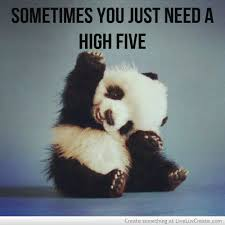 SOMETIMES YOU JUST NEED A
HIGH FIVE
Create something at LiveLuvCreate.com